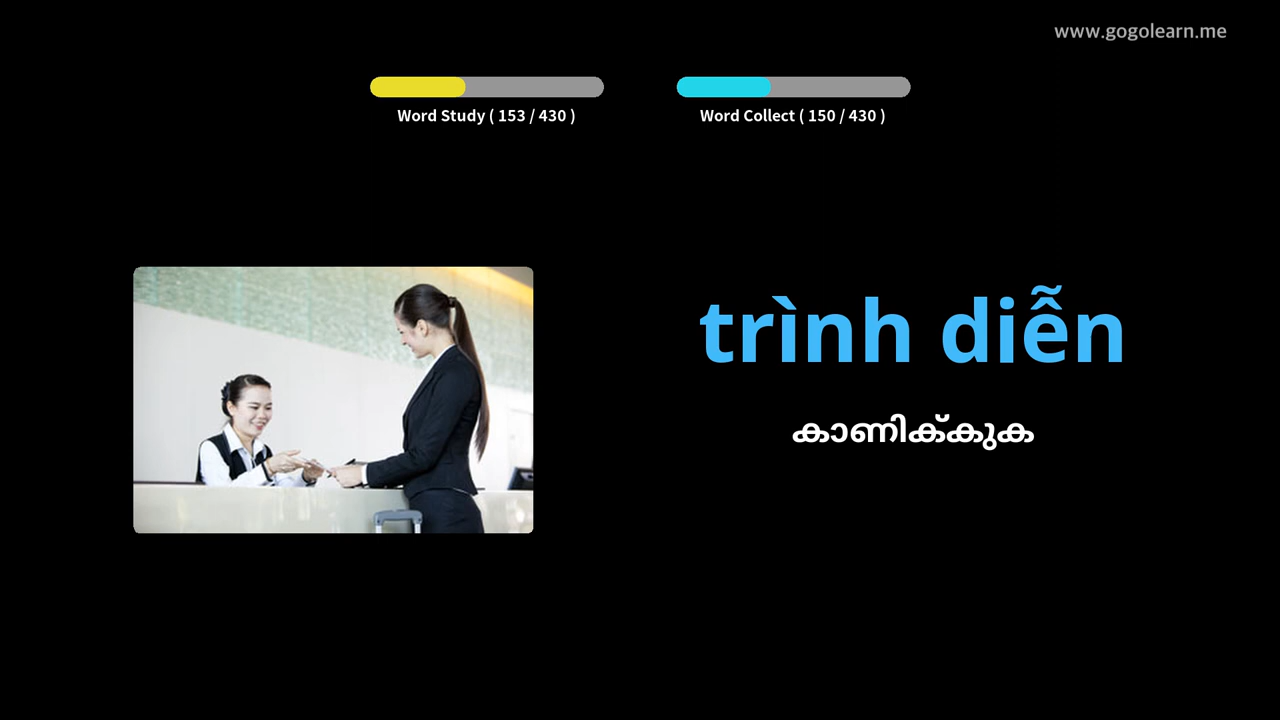 www.gogolearn.me
Word Study ( 153 / 430 )
Word Collect ( 150 / 430 )
trình diễn
കാണിക്കുക